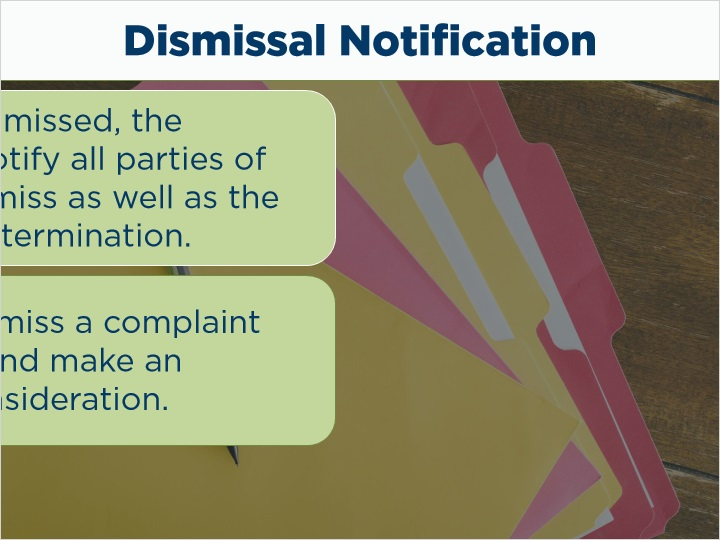 Dismissal Notification
missed, the
otify all parties of
miss as well as the
termination.
miss a complaint
nd make an
sideration.